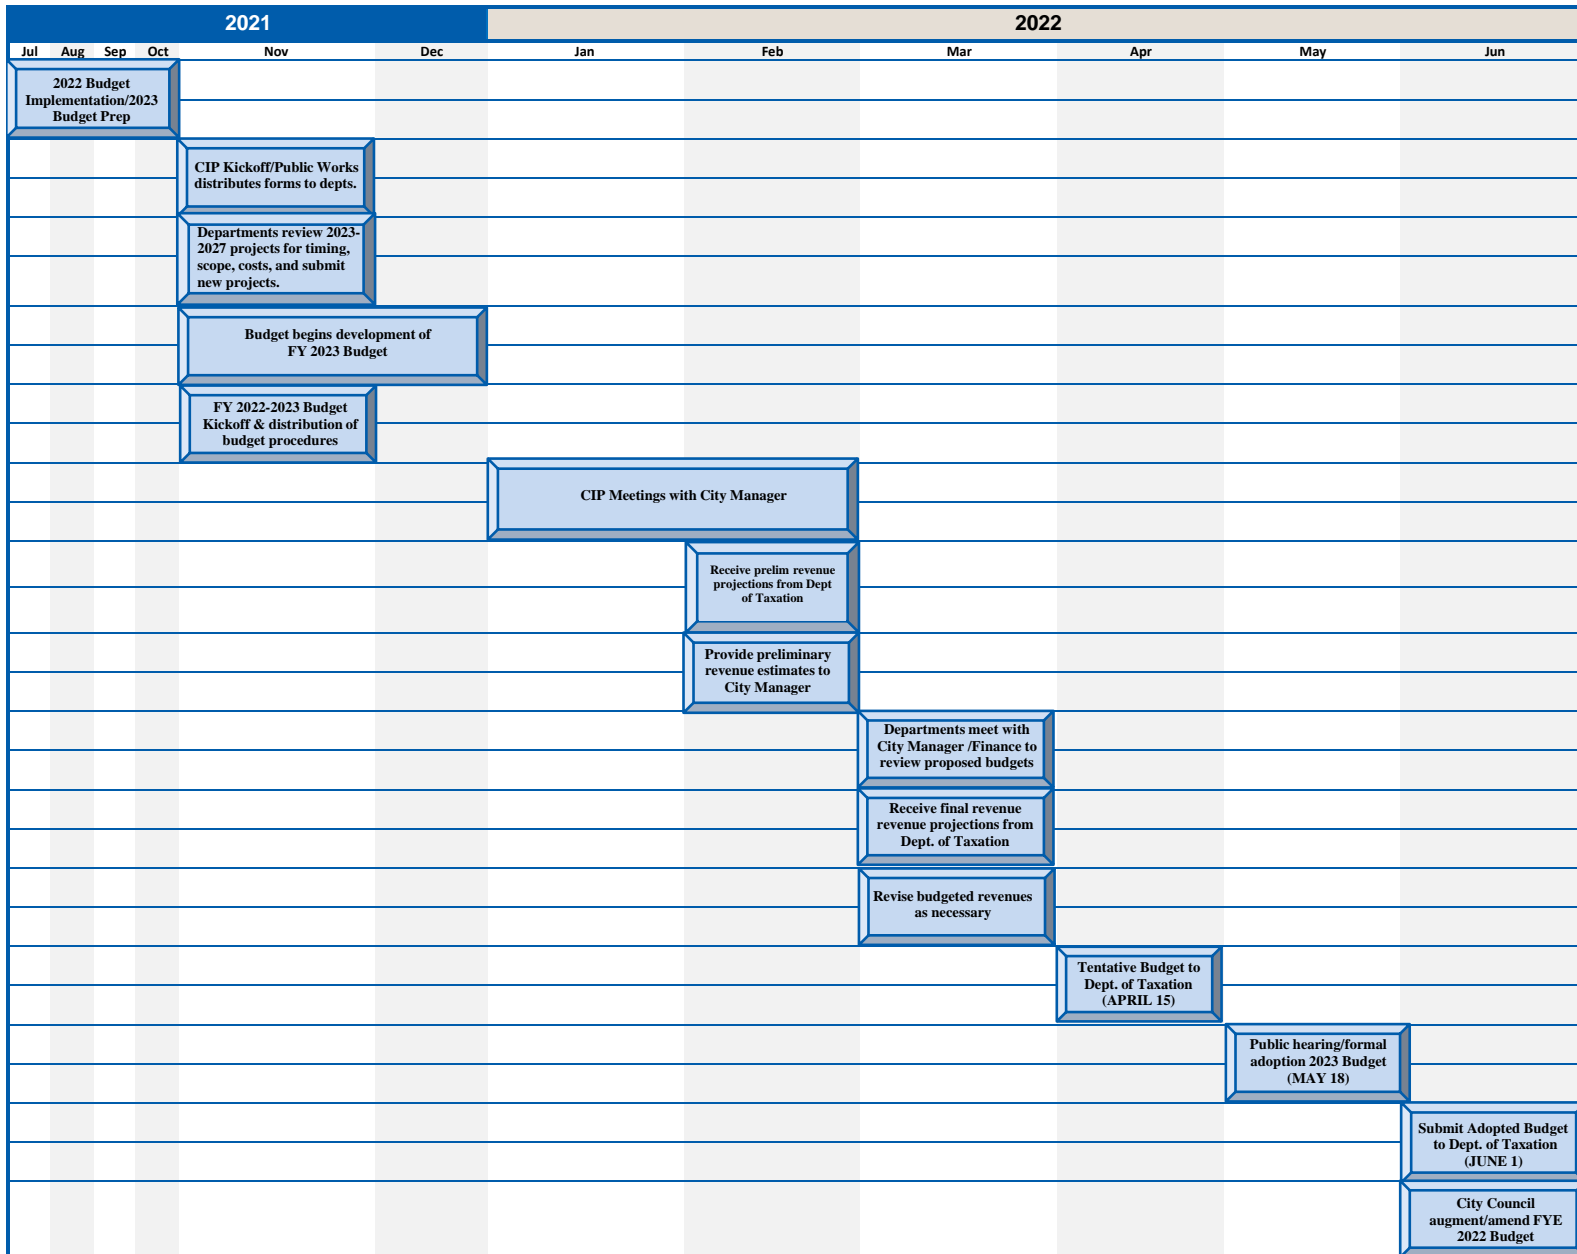 2021
2022
Jul Aug Sep Oct Nov Dec Jan Feb Mar Apr May Jun
2022 Budget
Implementation/2023
Budget Prep
CIP Kickoff/Public Works
distributes forms to depts.
Departments review 2023-
2027 projects for timing,
scope, costs, and submit
new projects.
Budget begins development of
FY 2023 Budget
FY 2022-2023 Budget
Kickoff & distribution of
budget procedures
CIP Meetings with City Manager
Receive prelim revenue
projections from Dept
of Taxation
Provide preliminary
revenue estimates to
City Manager
Departments meet with
City Manager /Finance to
review proposed budgets
Receive final revenue
revenue projections from
Dept. of Taxation
Revise budgeted revenues
as necessary
Tentative Budget to
Dept. of Taxation
(APRIL 15)
Public hearing/formal
adoption 2023 Budget
(MAY 18)
Submit Adopted Budget
to Dept. of Taxation
(JUNE 1)
City Council
augment/amend FYE
2022 Budget